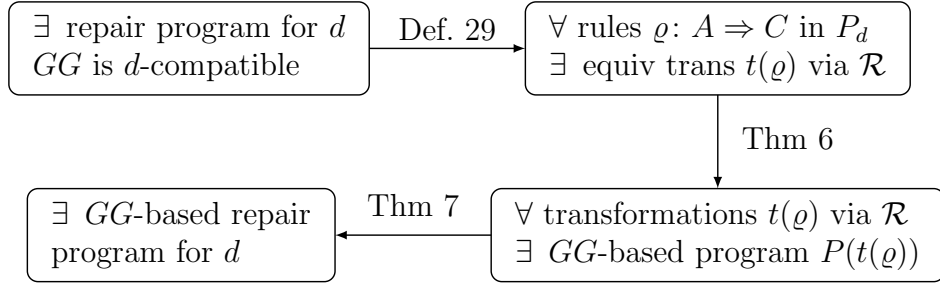 ∃ repair program for d
GG is d-compatible
Def. 29
∀ rules ϱ: A ⇒ C in P_d
∃ equiv trans t(ϱ) via ℛ
Thm 6
∀ transformations t(ϱ) via ℛ
∃ GG-based program P(t(ϱ))
Thm 7
∃ GG-based repair
program for d